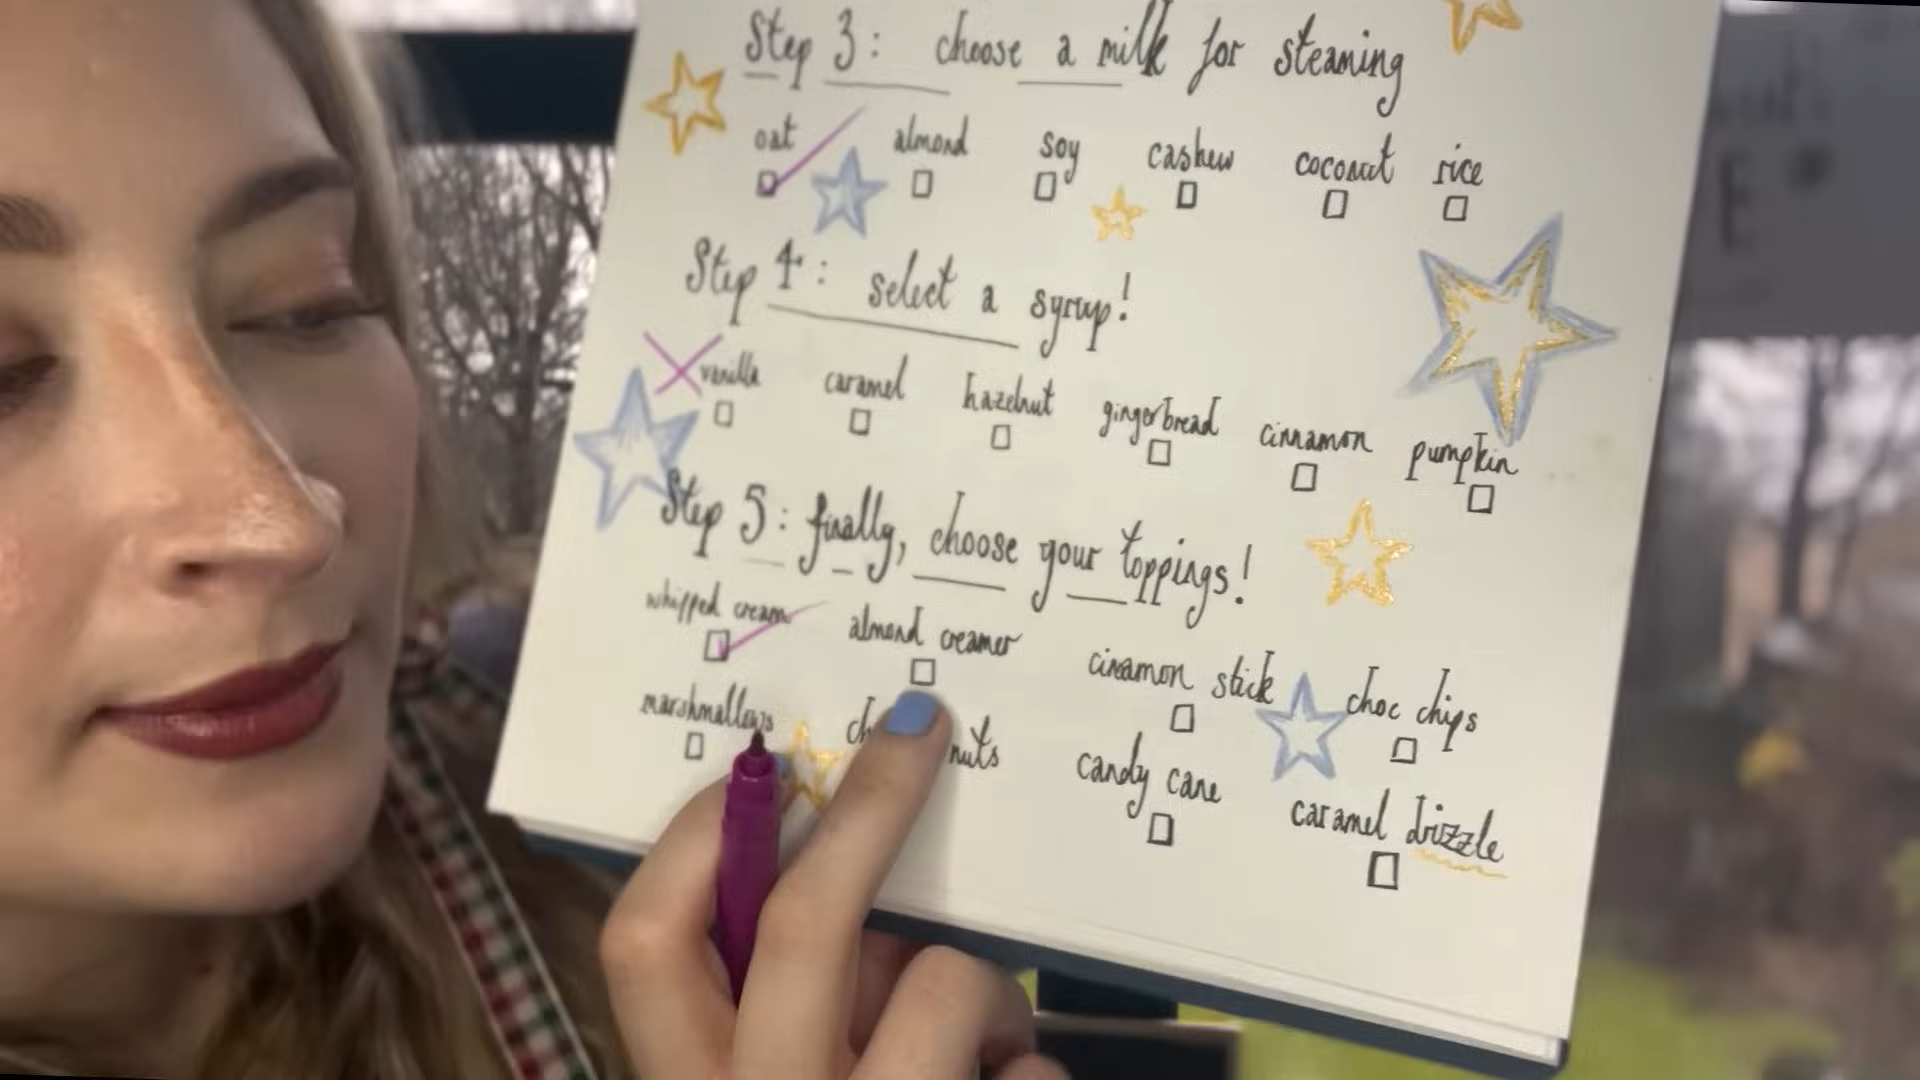 Step 3: choose a milk for steaming
oat almond soy cashew coconut rice
Step 4: select a syrup!
vanilla caramel hazelnut gingerbread cinnamon pumpkin
Step 5: finally, choose your toppings!
whipped cream almond creamer cinnamon stick choc chips
marshmallows nuts candy cane caramel drizzle